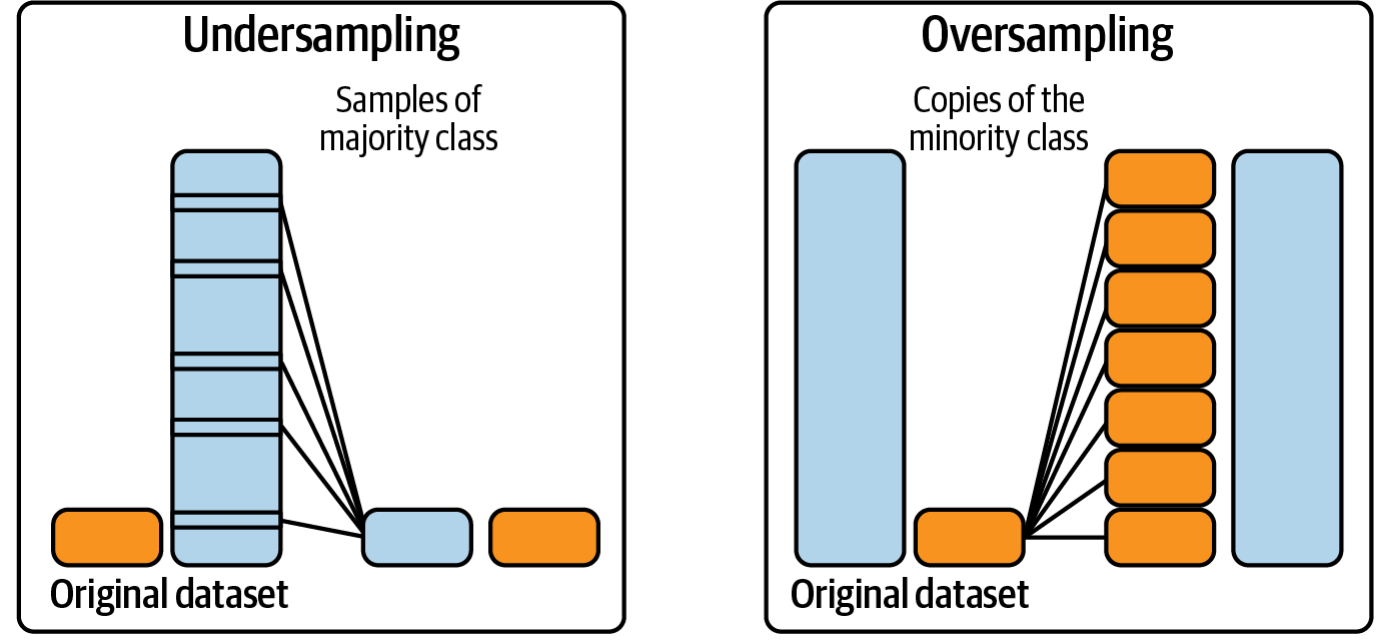 Undersampling
Samples of
majority class
Original dataset
Oversampling
Copies of the
minority class
Original dataset